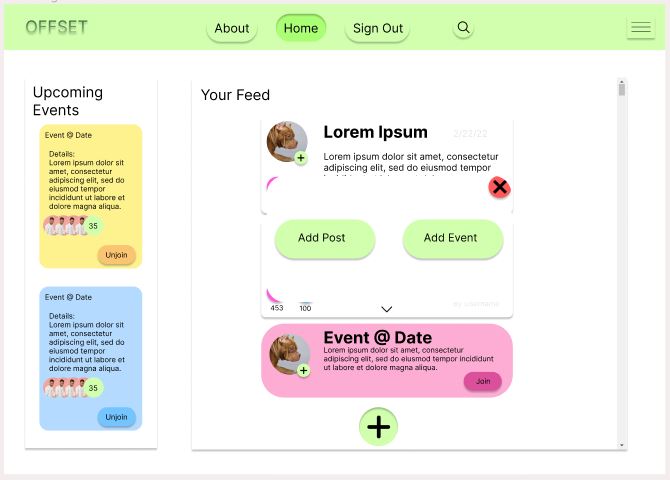 OFFSET
About
Home
Sign Out
Upcoming
Events
Event @ Date
Details:
Lorem ipsum dolor sit
amet, consectetur
adipiscing elit, sed do
eiusmod tempor
incididunt ut labore et
dolore magna aliqua.
35
Unjoin
Event @ Date
Details:
Lorem ipsum dolor sit
amet, consectetur
adipiscing elit, sed do
eiusmod tempor
incididunt ut labore et
dolore magna aliqua.
35
Unjoin
Your Feed
Lorem Ipsum
2/22/22
Lorem ipsum dolor sit amet, consectetur
adipiscing elit, sed do eiusmod tempor
Add Post
Add Event
453
100
By Username
Event @ Date
Lorem ipsum dolor sit amet, consectetur
adipiscing elit, sed do eiusmod tempor
incididunt ut labore et dolore magna aliqua.
Join